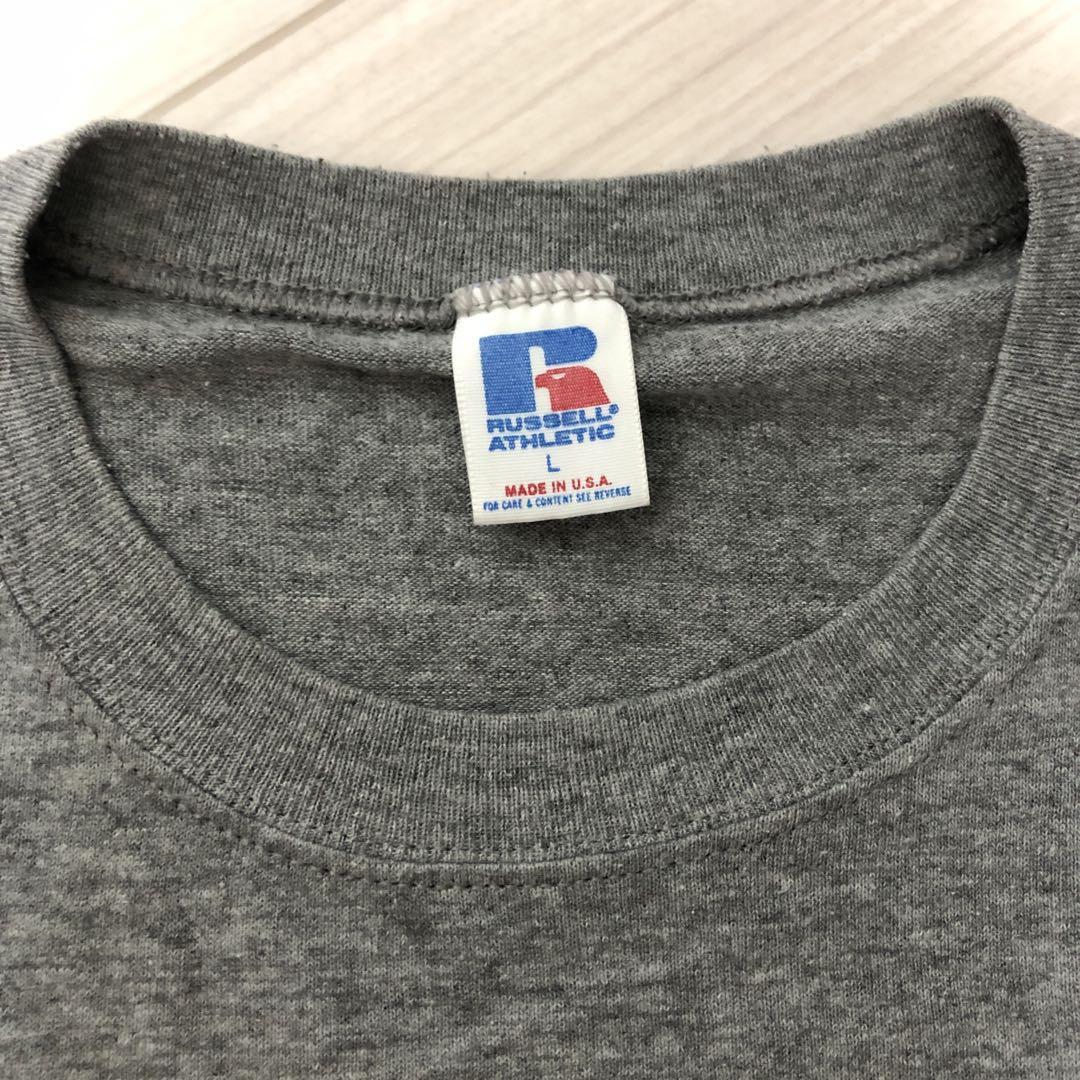 R
RUSSELL®
ATHLETIC
L
MADE IN U.S.A.
FOR CARE & CONTENT SEE REVERSE